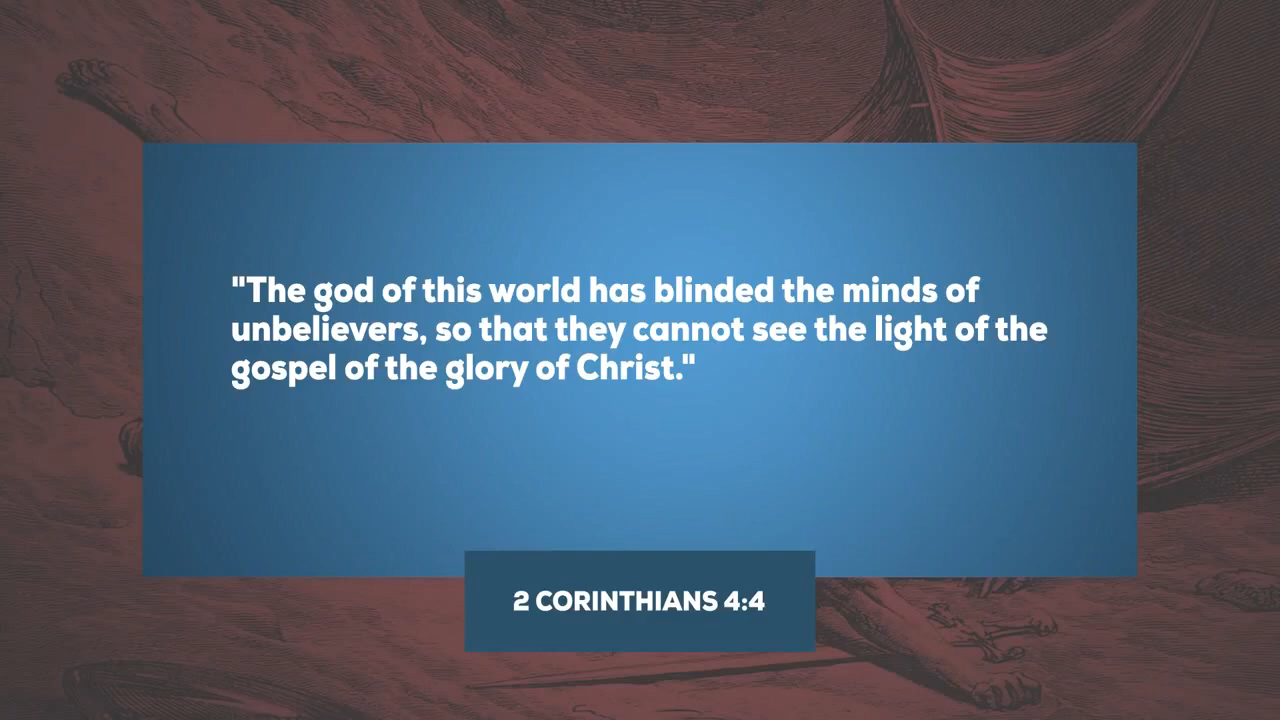 "The god of this world has blinded the minds of
unbelievers, so that they cannot see the light of the
gospel of the glory of Christ."
2 CORINTHIANS 4:4